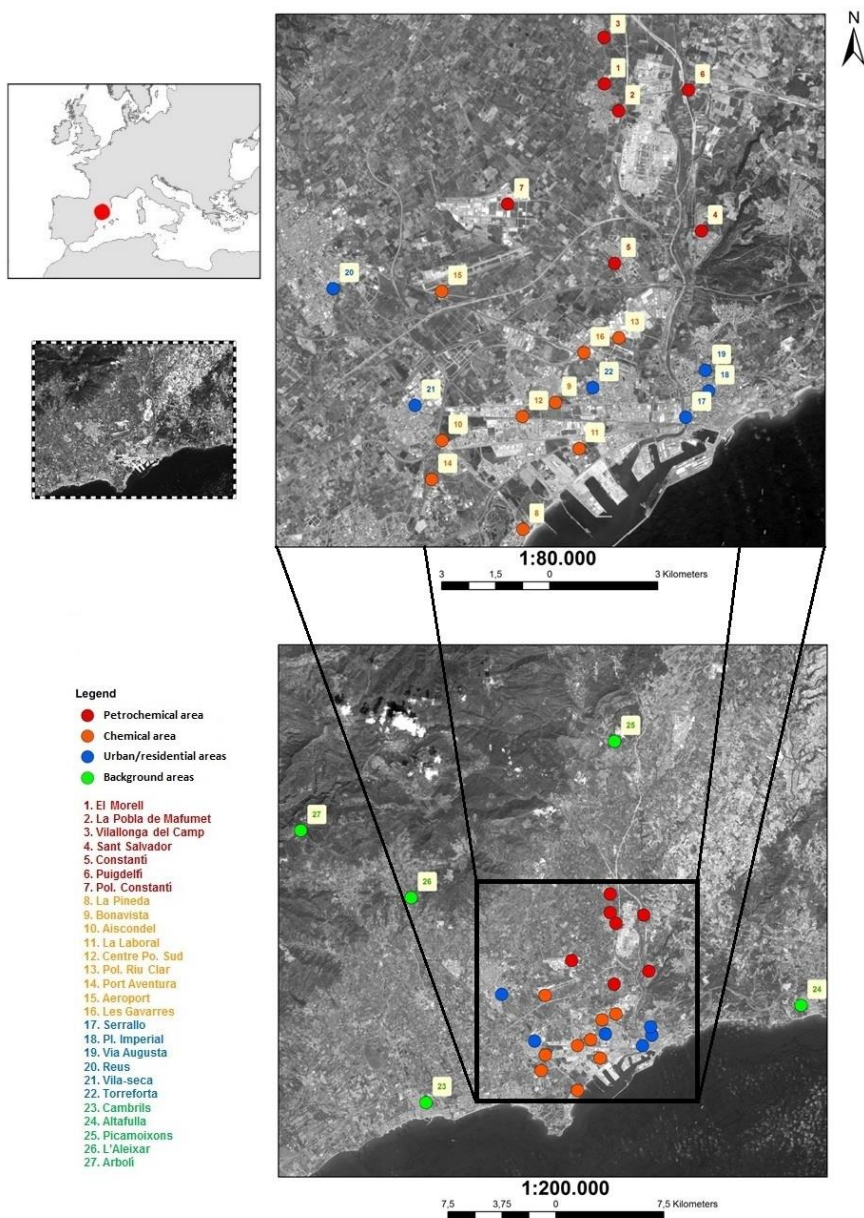 N
3
1
2
6
7
4
5
20
15
13
16
19
18
22
21
17
9
12
10
11
14
8
1:80.000
3 1,5 0 3 Kilometers
Legend
Petrochemical area
Chemical area
Urban/residential areas
Background areas
1. El Morell
2. La Pobla de Mafumet
3. Vilallonga del Camp
4. Sant Salvador
5. Constantí
6. Puigdelfí
7. Pol. Constantí
8. La Pineda
9. Bonavista
10. Aiscondel
11. La Laboral
12. Centre Po. Sud
13. Pol. Riu Clar
14. Port Aventura
15. Aeroport
16. Les Gavarres
17. Serrallo
18. Pl. Imperial
19. Via Augusta
20. Reus
21. Vila-seca
22. Torreforta
23. Cambrils
24. Altafulla
25. Picamoixons
26. L'Aleixar
27. Arbolí
25
27
26
24
23
1:200.000
7,5 3,75 0 7,5 Kilometers